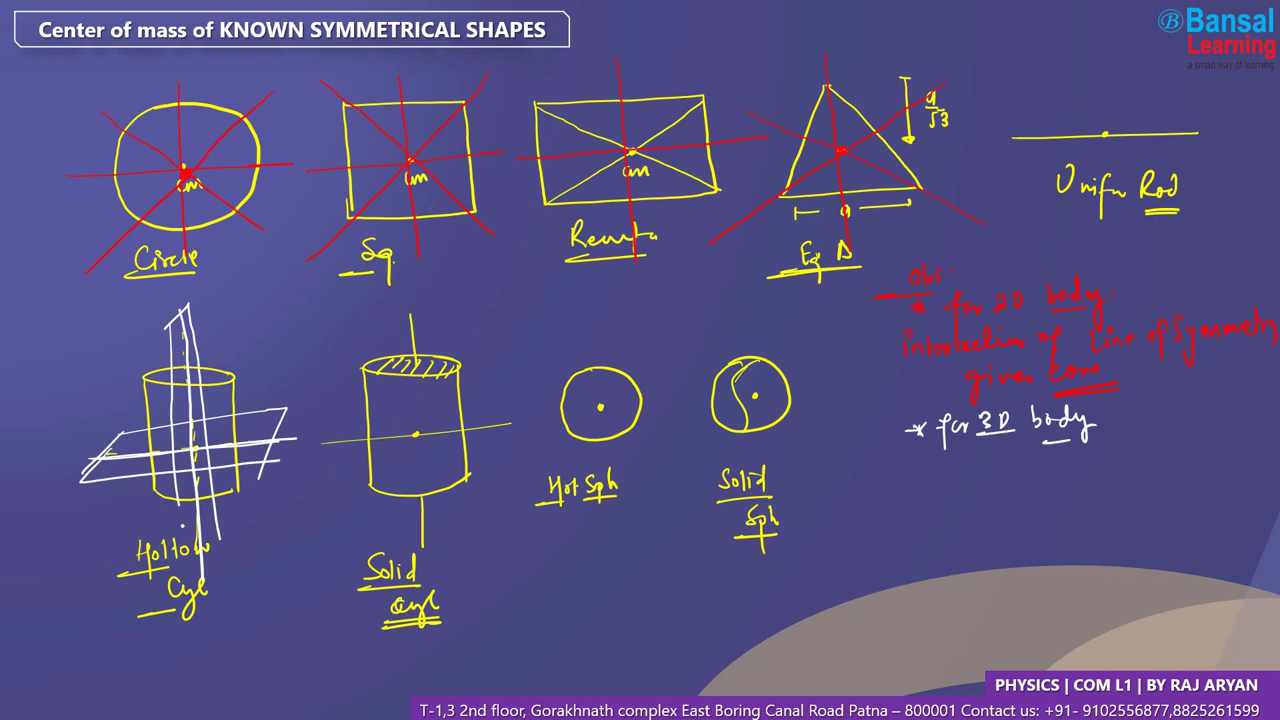 Center of mass of KNOWN SYMMETRICAL SHAPES
B Bansal
Learning
a smart way of learning
a/√3
cm
cm
cm
a
Circle
Sq.
Eq Δ
Rod
Obs.
* for 2D body.
Intersection of Line of Symmetry
gives com
* for 3D body
Hollow
Cyl
Solid
Cyl
Sph
Solid
Sph
PHYSICS | COM L1 | BY RAJ ARYAN
T-1,3 2nd floor, Gorakhnath complex East Boring Canal Road Patna – 800001 Contact us: +91- 9102556877,8825261599